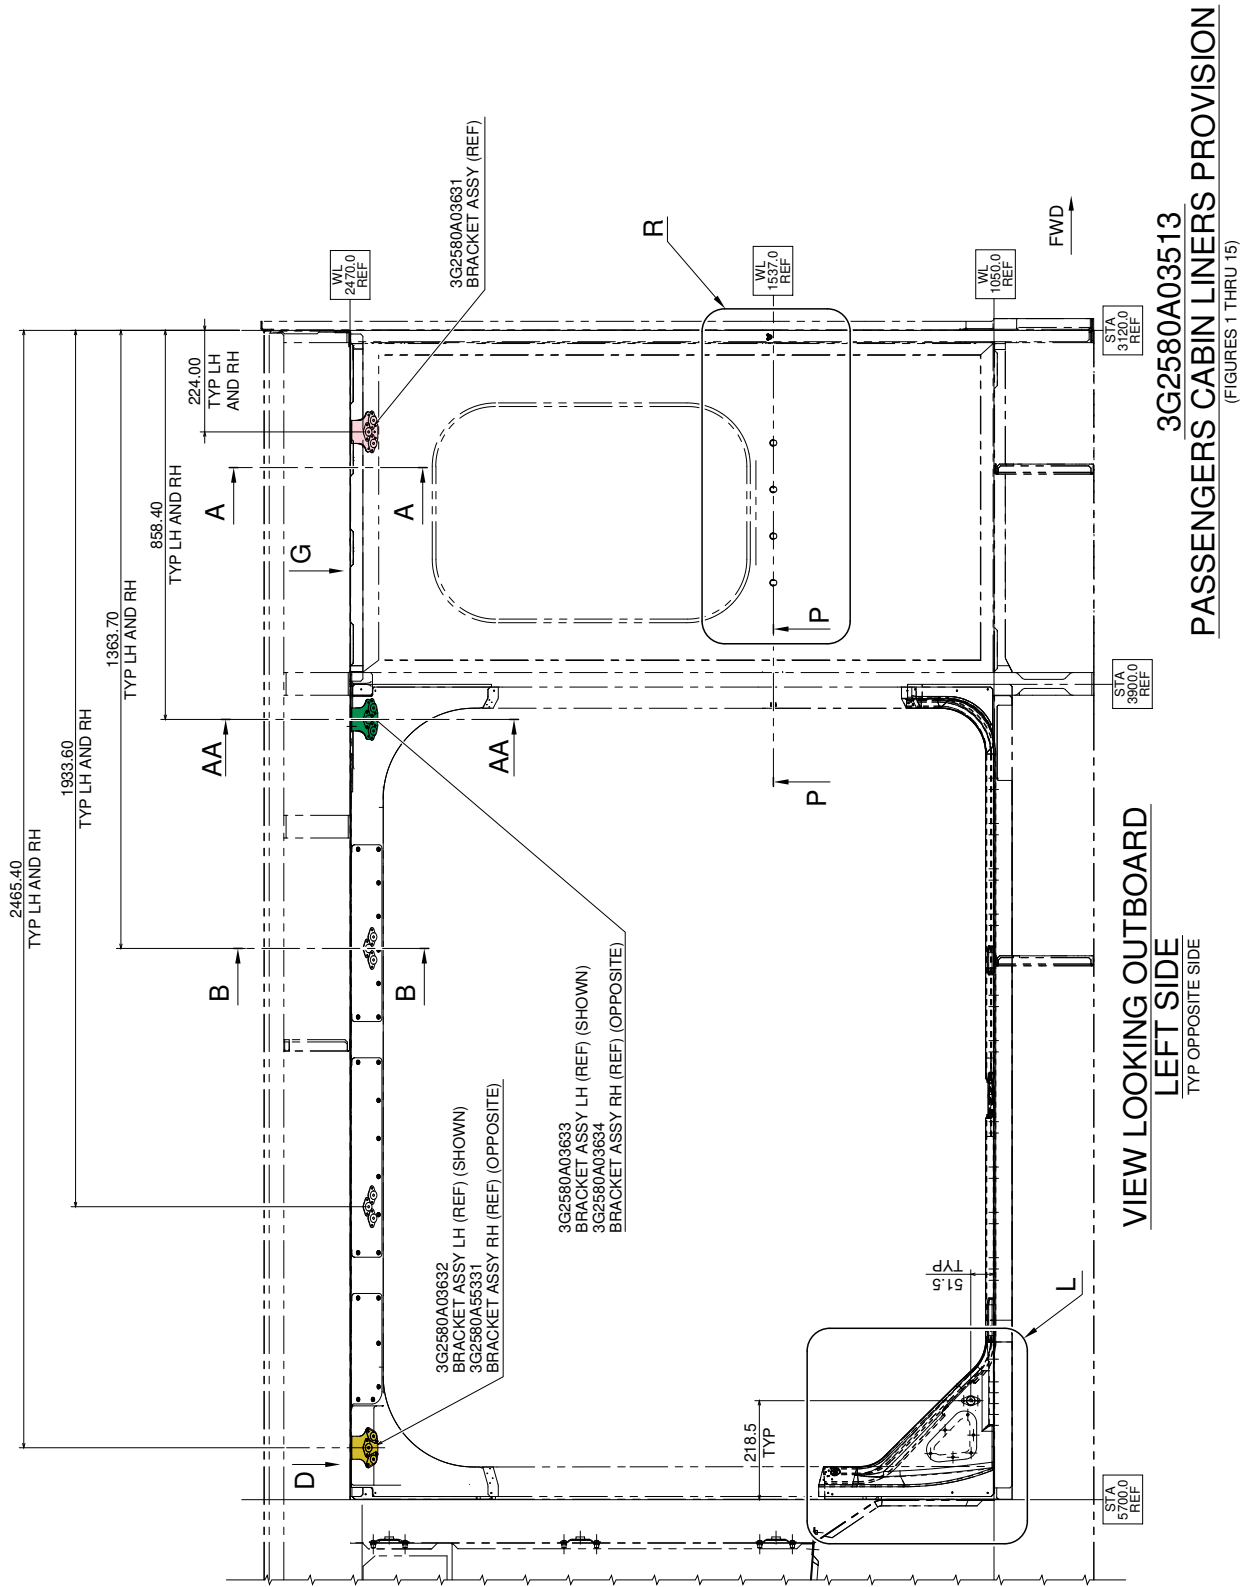 2465.40
TYP LH AND RH
1933.60
TYP LH AND RH
1363.70
TYP LH AND RH
858.40
TYP LH AND RH
224.00
TYP LH
AND RH
D
B
B
AA
AA
G
A
A
WL
2470.0
REF
3G2580A03631
BRACKET ASSY (REF)
3G2580A03632
BRACKET ASSY LH (REF) (SHOWN)
3G2580A55331
BRACKET ASSY RH (REF) (OPPOSITE)
3G2580A03633
BRACKET ASSY LH (REF) (SHOWN)
3G2580A03634
BRACKET ASSY RH (REF) (OPPOSITE)
R
WL
1537.0
REF
P
P
218.5
TYP
51.5
TYP
L
WL
1050.0
REF
FWD
STA
5700.0
REF
STA
3900.0
REF
STA
3120.0
REF
VIEW LOOKING OUTBOARD
LEFT SIDE
TYP OPPOSITE SIDE
3G2580A03513
PASSENGERS CABIN LINERS PROVISION
(FIGURES 1 THRU 15)